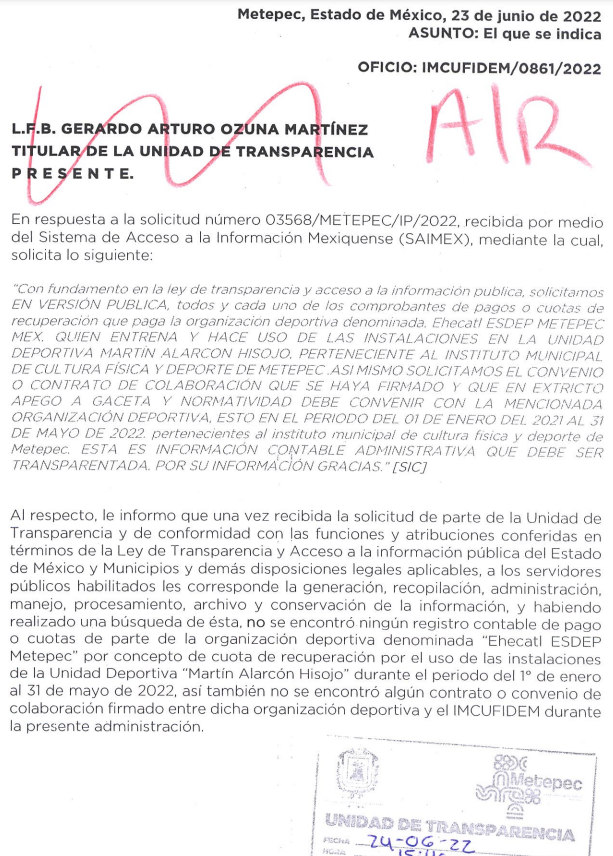 Metepec, Estado de México, 23 de junio de 2022
ASUNTO: El que se indica
OFICIO: IMCUFIDEM/0861/2022
A/R
L.F.B. GERARDO ARTURO OZUNA MARTÍNEZ
TITULAR DE LA UNIDAD DE TRANSPARENCIA
P R E S E N T E.
En respuesta a la solicitud número 03568/METEPEC/IP/2022, recibida por medio
del Sistema de Acceso a la Información Mexiquense (SAIMEX), mediante la cual,
solicita lo siguiente:
"Con fundamento en la ley de transparencia y acceso a la información publica, solicitamos
EN VERSIÓN PUBLICA, todos y cada uno de los comprobantes de pagos o cuotas de
recuperación que paga la organización deportiva denominada. Ehecatl ESDEP METEPEC
MEX. QUIEN ENTRENA Y HACE USO DE LAS INSTALACIONES EN LA UNIDAD
DEPORTIVA MARTÍN ALARCON HISOJO, PERTENECIENTE AL INSTITUTO MUNICIPAL
DE CULTURA FÍSICA Y DEPORTE DE METEPEC .ASI MISMO SOLICITAMOS EL CONVENIO
O CONTRATO DE COLABORACIÓN QUE SE HAYA FIRMADO Y QUE EN EXTRICTO
APEGO A GACETA Y NORMATIVIDAD DEBE CONVENIR CON LA MENCIONADA
ORGANIZACIÓN DEPORTIVA, ESTO EN EL PERIODO DEL 01 DE ENERO DEL 2021 AL 31
DE MAYO DE 2022. pertenecientes al instituto municipal de cultura física y deporte de
Metepec. ESTA ES INFORMACIÓN CONTABLE ADMINISTRATIVA QUE DEBE SER
TRANSPARENTADA. POR SU INFORMACIÓN GRACIAS." [SIC]
Al respecto, le informo que una vez recibida la solicitud de parte de la Unidad de
Transparencia y de conformidad con las funciones y atribuciones conferidas en
términos de la Ley de Transparencia y Acceso a la información pública del Estado
de México y Municipios y demás disposiciones legales aplicables, a los servidores
públicos habilitados les corresponde la generación, recopilación, administración,
manejo, procesamiento, archivo y conservación de la información, y habiendo
realizado una búsqueda de ésta, no se encontró ningún registro contable de pago
o cuotas de parte de la organización deportiva denominada "Ehecatl ESDEP
Metepec" por concepto de cuota de recuperación por el uso de las instalaciones
de la Unidad Deportiva "Martín Alarcón Hisojo" durante el periodo del 1° de enero
al 31 de mayo de 2022, así también no se encontró algún contrato o convenio de
colaboración firmado entre dicha organización deportiva y el IMCUFIDEM durante
la presente administración.
Metepec
UNIDAD DE TRANSPARENCIA
FECHA 24-06-22
HORA